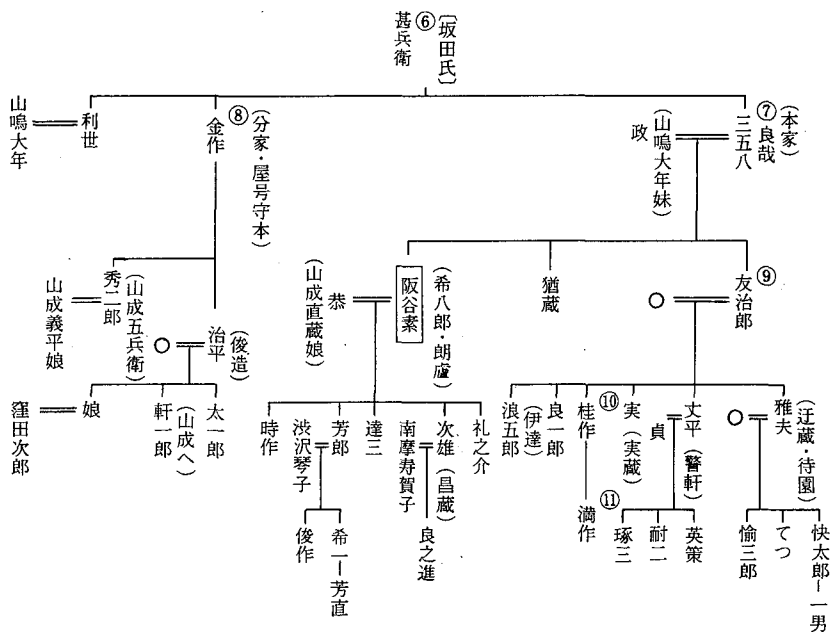 〔坂田氏〕
⑥
甚兵衛
(本家)
⑦良哉
三五八
政
(山鳴大年妹)
(分家・屋号守本)
⑧
金作
利世
山鳴大年
⑨
友治郎
猶蔵
(希八郎・朗廬)
阪谷素
恭
(山成直蔵娘)
(俊造)
治平
秀二郎
(山成五兵衛)
山成義平娘
(迂蔵・待園)
雅夫
丈平(警軒)
貞
⑩
実(実蔵)
桂作
良一郎
(伊達)
浪五郎
礼之介
次雄(昌蔵)
南摩寿賀子
達三
芳郎
渋沢琴子
時作
太一郎
(山成へ)
軒一郎
娘
窪田次郎
快太郎―一男
てつ
愉三郎
英策
耐二
琢三
⑪
満作
良之進
希一―芳直
俊作